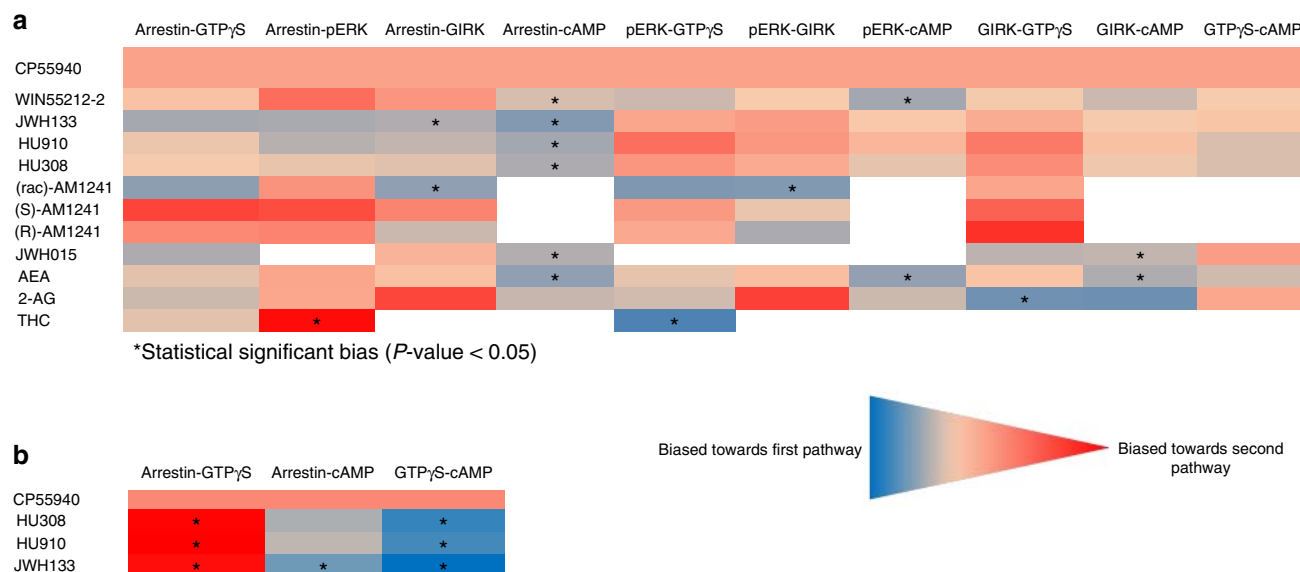 a
Arrestin-GTPγS Arrestin-pERK Arrestin-GIRK Arrestin-cAMP pERK-GTPγS pERK-GIRK pERK-cAMP GIRK-GTPγS GIRK-cAMP GTPγS-cAMP
CP55940
WIN55212-2 * *
JWH133 * *
HU910 *
HU308 *
(rac)-AM1241 * *
(S)-AM1241
(R)-AM1241
JWH015 * *
AEA * * *
2-AG *
THC * *
*Statistical significant bias (P-value < 0.05)
Biased towards first pathway
Biased towards second
pathway
b
Arrestin-GTPγS Arrestin-cAMP GTPγS-cAMP
CP55940
HU308 * *
HU910 * *
JWH133 * * *